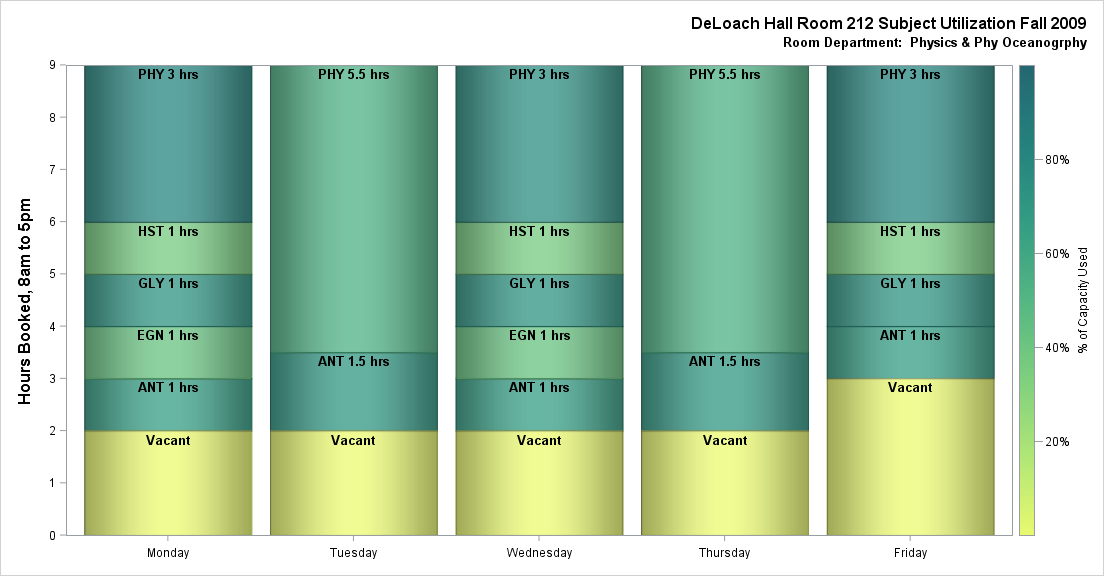 DeLoach Hall Room 212 Subject Utilization Fall 2009
Room Department: Physics & Phy Oceanogrphy
Hours Booked, 8am to 5pm
9
8
7
6
5
4
3
2
1
0
PHY 3 hrs
HST 1 hrs
GLY 1 hrs
EGN 1 hrs
ANT 1 hrs
Vacant
Monday
PHY 5.5 hrs
ANT 1.5 hrs
Vacant
Tuesday
PHY 3 hrs
HST 1 hrs
GLY 1 hrs
EGN 1 hrs
ANT 1 hrs
Vacant
Wednesday
PHY 5.5 hrs
ANT 1.5 hrs
Vacant
Thursday
PHY 3 hrs
HST 1 hrs
GLY 1 hrs
ANT 1 hrs
Vacant
Friday
80%
60%
40%
20%
% of Capacity Used